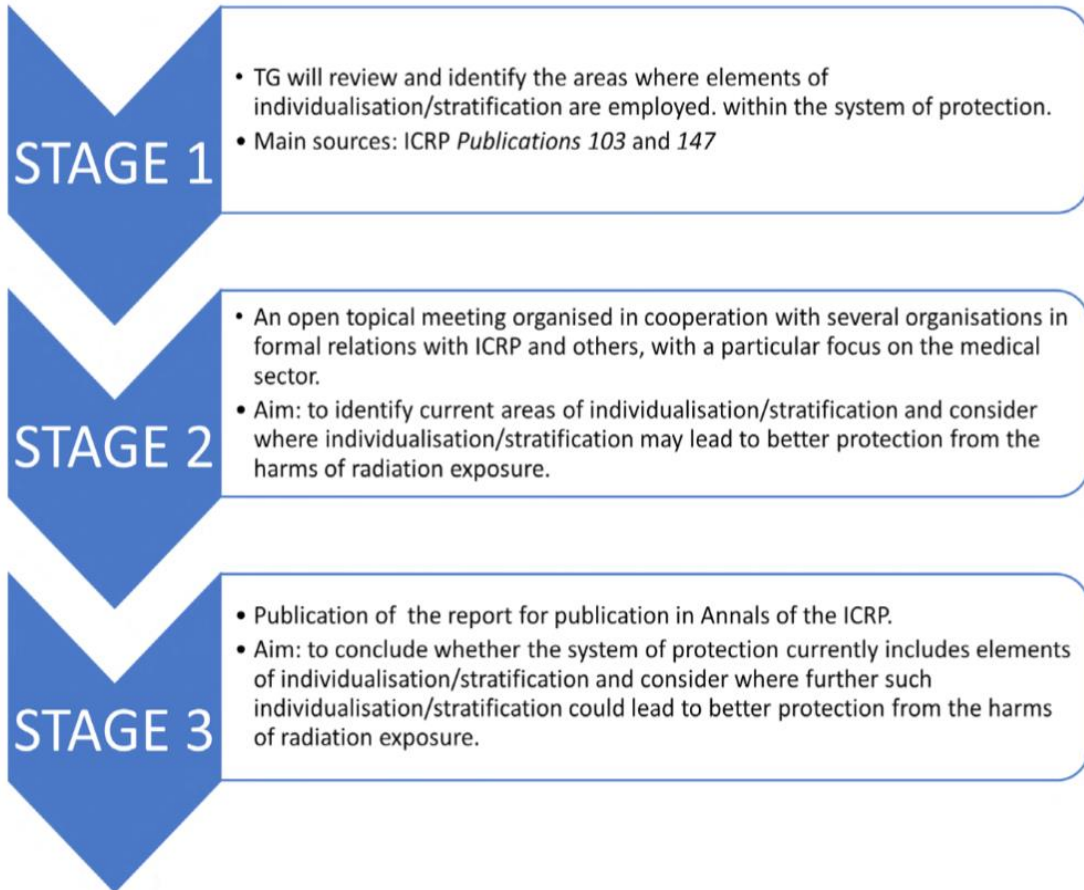 STAGE 1
• TG will review and identify the areas where elements of
individualisation/stratification are employed. within the system of protection.
• Main sources: ICRP Publications 103 and 147
STAGE 2
• An open topical meeting organised in cooperation with several organisations in
formal relations with ICRP and others, with a particular focus on the medical
sector.
• Aim: to identify current areas of individualisation/stratification and consider
where individualisation/stratification may lead to better protection from the
harms of radiation exposure.
STAGE 3
• Publication of  the report for publication in Annals of the ICRP.
• Aim: to conclude whether the system of protection currently includes elements
of individualisation/stratification and consider where further such
individualisation/stratification could lead to better protection from the harms
of radiation exposure.